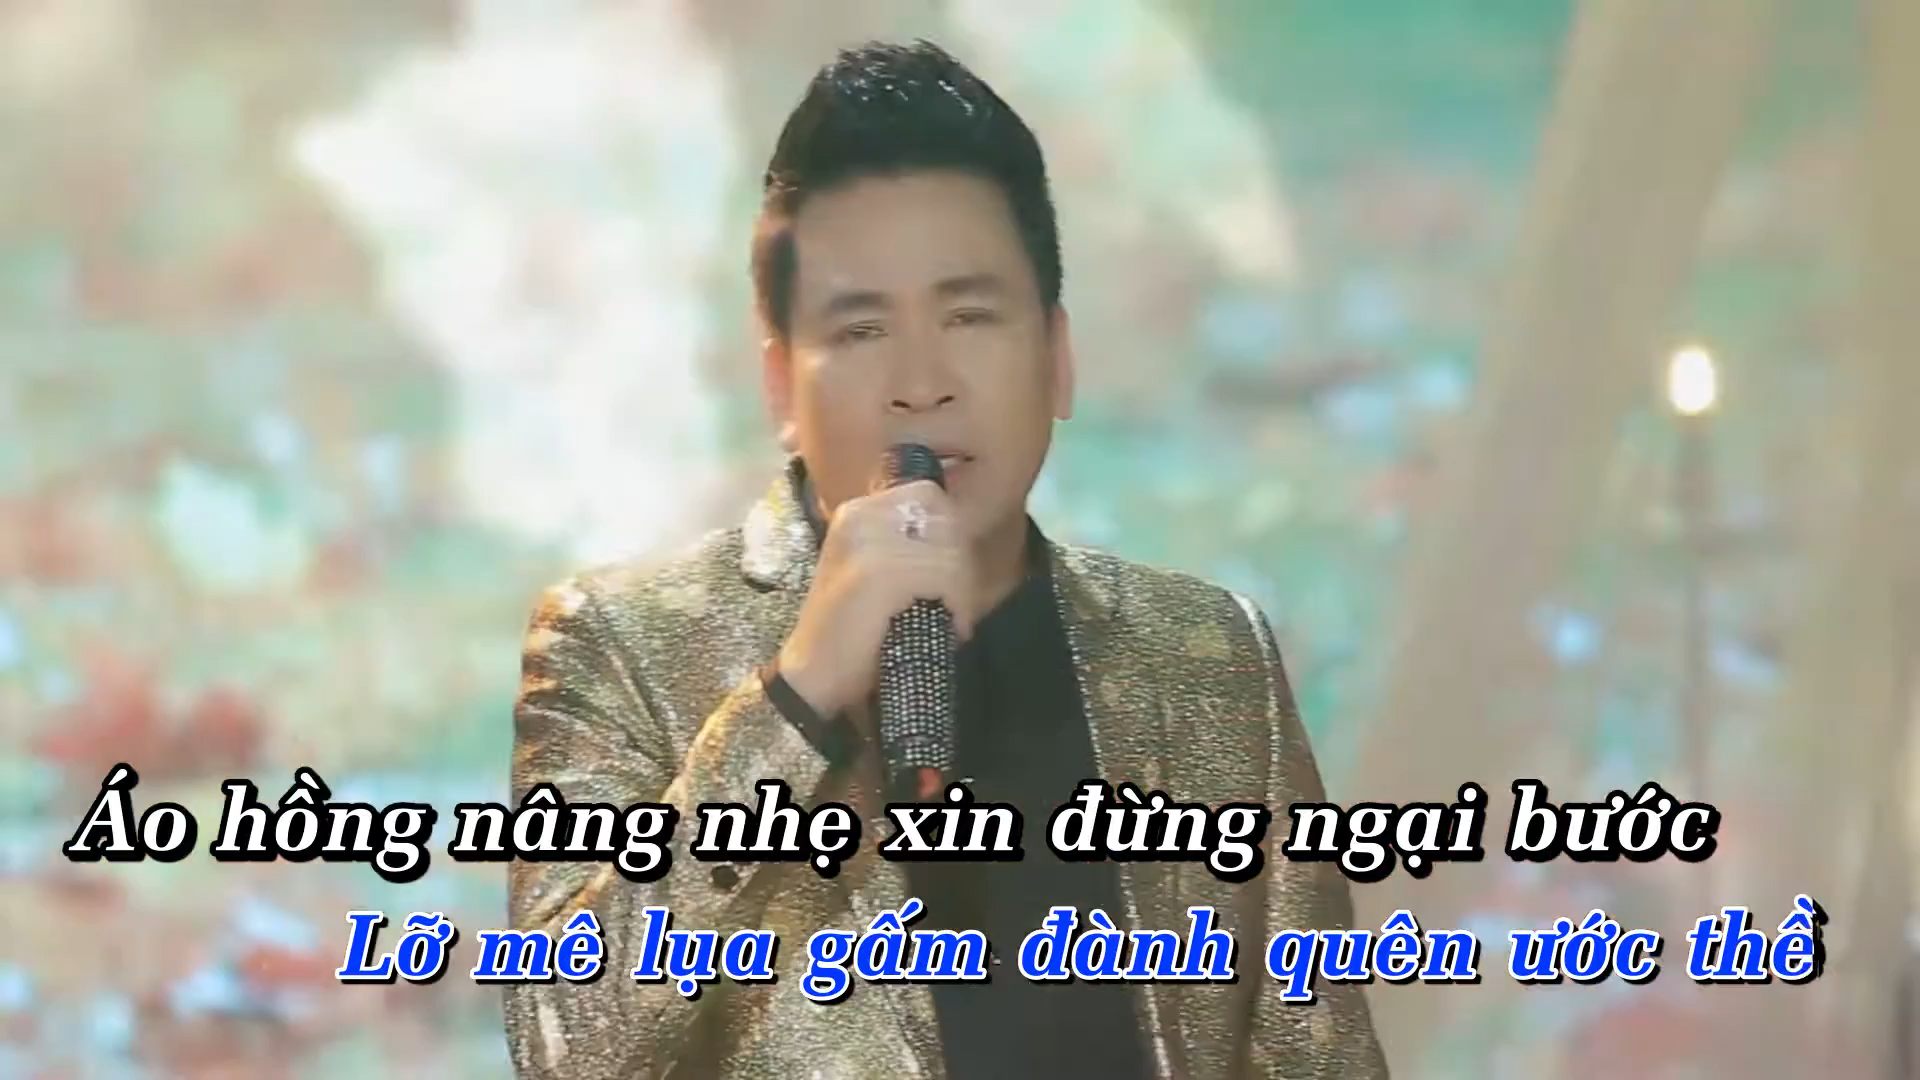 Áo hồng nâng nhẹ xin đừng ngại bước
Lỡ mê lụa gấm đành quên ước thề